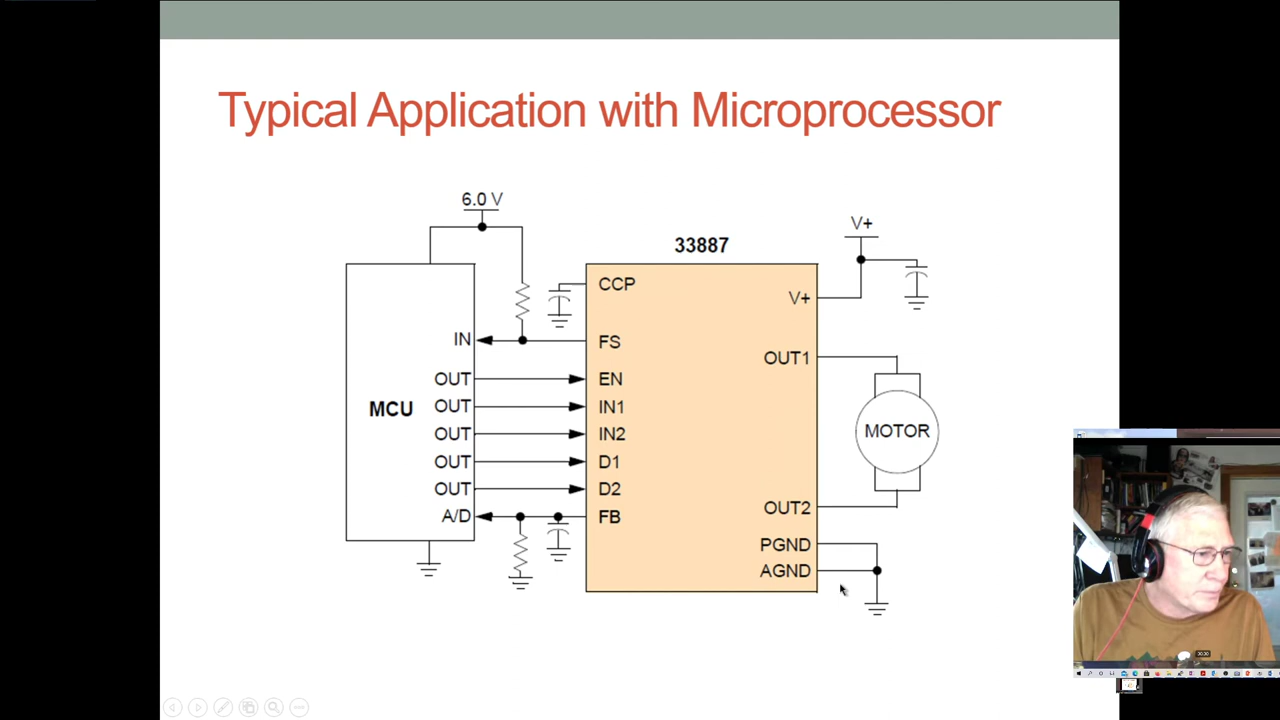 Typical Application with Microprocessor
6.0 V
V+
33887
CCP
V+
IN
FS
OUT1
OUT
EN
MCU
OUT
IN1
MOTOR
OUT
IN2
OUT
D1
OUT
D2
OUT2
A/D
FB
PGND
AGND